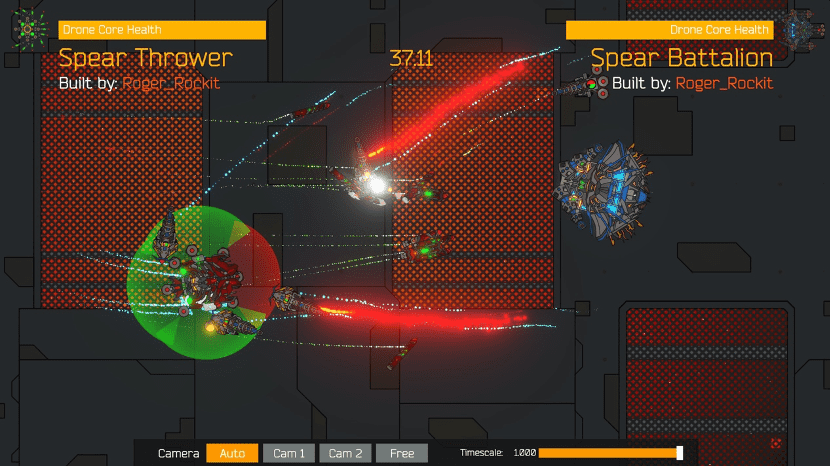 Drone Core Health
Spear Thrower
Built by: Roger_Rockit
37.11
Drone Core Health
Spear Battalion
Built by: Roger_Rockit
Camera Auto Cam 1 Cam 2 Free Timescale: 1.000